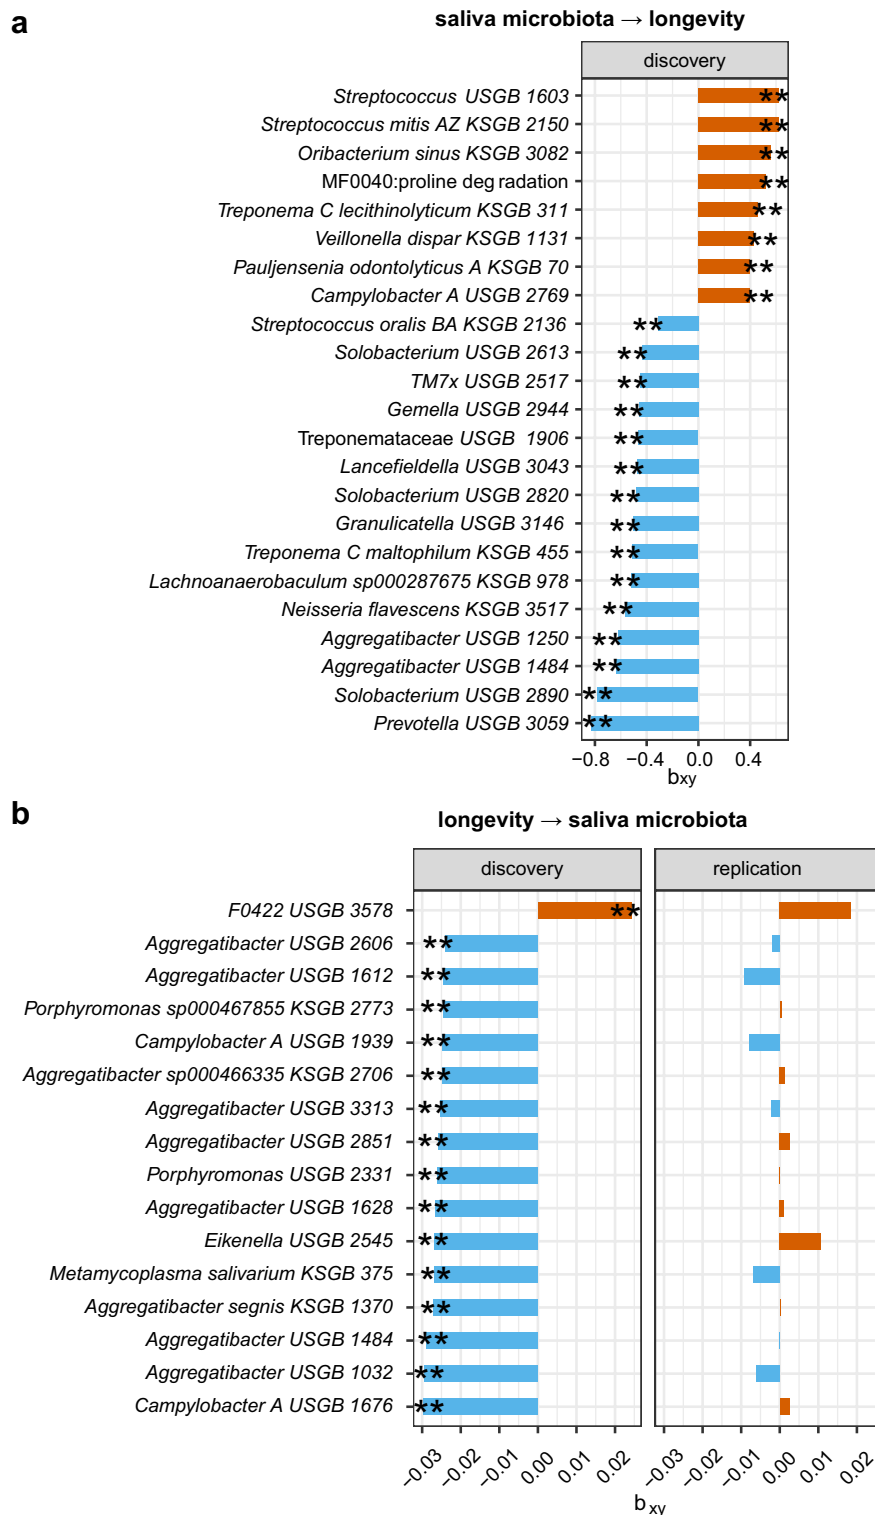 a
saliva microbiota → longevity
discovery
Streptococcus USGB 1603
Streptococcus mitis AZ KSGB 2150
Oribacterium sinus KSGB 3082
MF0040:proline deg radation
Treponema C lecithinolyticum KSGB 311
Veillonella dispar KSGB 1131
Pauljensenia odontolyticus A KSGB 70
Campylobacter A USGB 2769
Streptococcus oralis BA KSGB 2136
Solobacterium USGB 2613
TM7x USGB 2517
Gemella USGB 2944
Treponemataceae USGB 1906
Lancefieldella USGB 3043
Solobacterium USGB 2820
Granulicatella USGB 3146
Treponema C maltophilum KSGB 455
Lachnoanaerobaculum sp000287675 KSGB 978
Neisseria flavescens KSGB 3517
Aggregatibacter USGB 1250
Aggregatibacter USGB 1484
Solobacterium USGB 2890
Prevotella USGB 3059
−0.8 −0.4 0.0 0.4
bxy
b
longevity → saliva microbiota
discovery replication
F0422 USGB 3578
Aggregatibacter USGB 2606
Aggregatibacter USGB 1612
Porphyromonas sp000467855 KSGB 2773
Campylobacter A USGB 1939
Aggregatibacter sp000466335 KSGB 2706
Aggregatibacter USGB 3313
Aggregatibacter USGB 2851
Porphyromonas USGB 2331
Aggregatibacter USGB 1628
Eikenella USGB 2545
Metamycoplasma salivarium KSGB 375
Aggregatibacter segnis KSGB 1370
Aggregatibacter USGB 1484
Aggregatibacter USGB 1032
Campylobacter A USGB 1676
−0.03 −0.02 −0.01 0.00 0.01 0.02 −0.03 −0.02 −0.01 0.00 0.01 0.02
bxy